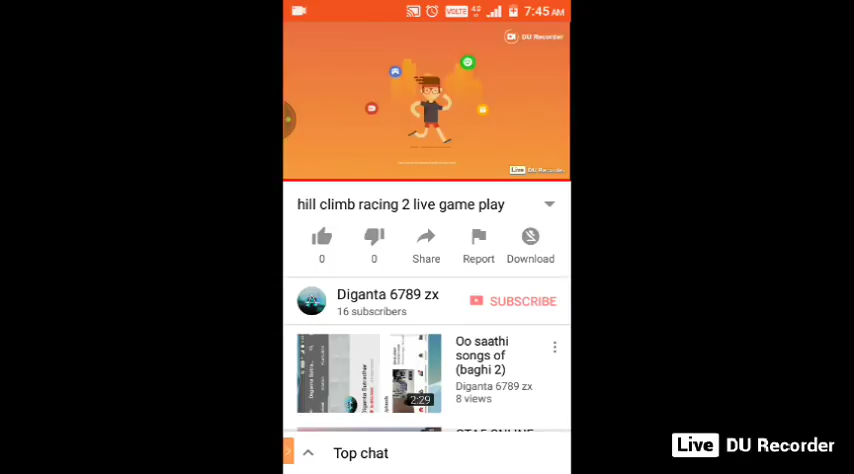 VOLTE 4G 7:45 AM
DU Recorder
Live DU Recorder
hill climb racing 2 live game play
0 0 Share Report Download
Diganta 6789 zx
SUBSCRIBE
16 subscribers
Oo saathi
songs of
(baghi 2)
Diganta 6789 zx
8 views
2:29
Top chat
Live DU Recorder